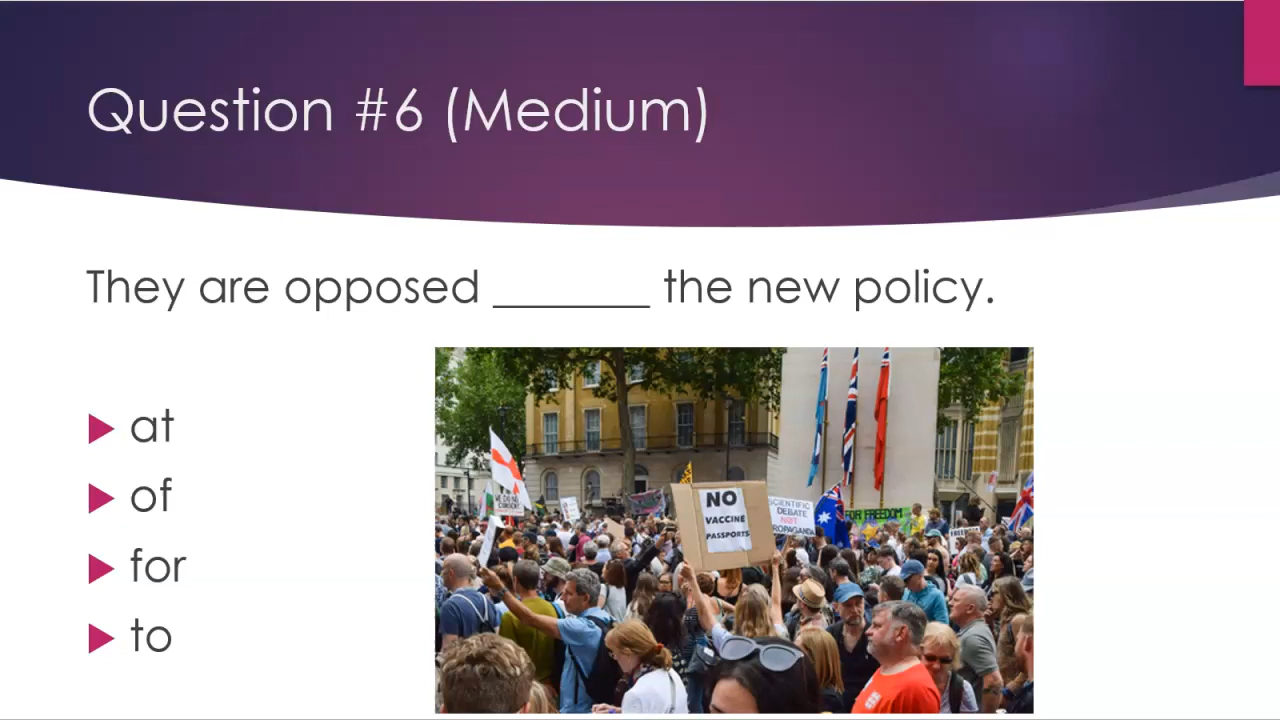 Question #6 (Medium)
They are opposed _______ the new policy.
at
of
for
to
NO
VACCINE
PASSPORTS
SCIENTIFIC
DEBATE
NOT
PROPAGANDA
FOR FREEDOM